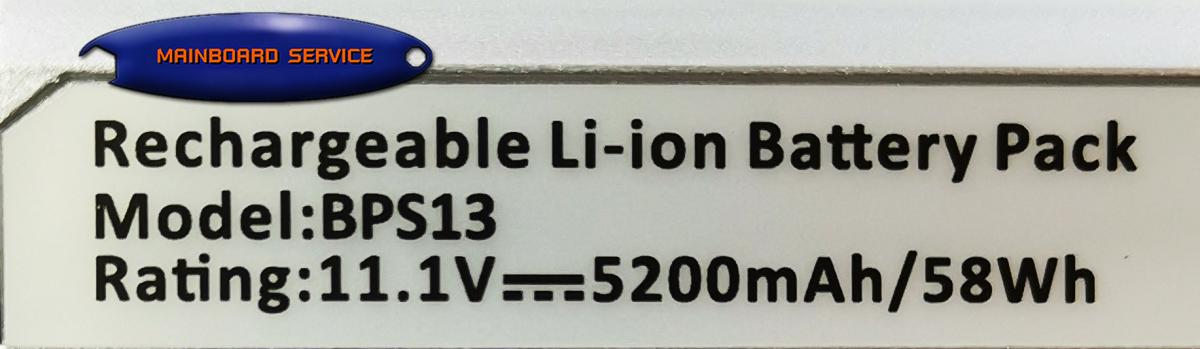 MAINBOARD SERVICE
Rechargeable Li-ion Battery Pack
Model:BPS13
Rating:11.1V⎓5200mAh/58Wh